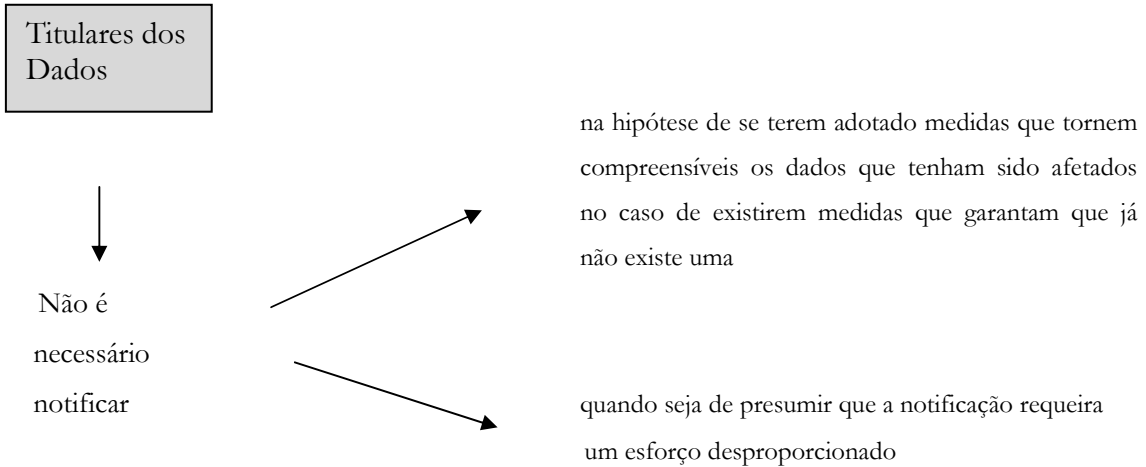 Titulares dos
Dados
na hipótese de se terem adotado medidas que tornem
compreensíveis os dados que tenham sido afetados
no caso de existirem medidas que garantam que já
não existe uma
Não é
necessário
notificar
quando seja de presumir que a notificação requeira
um esforço desproporcionado